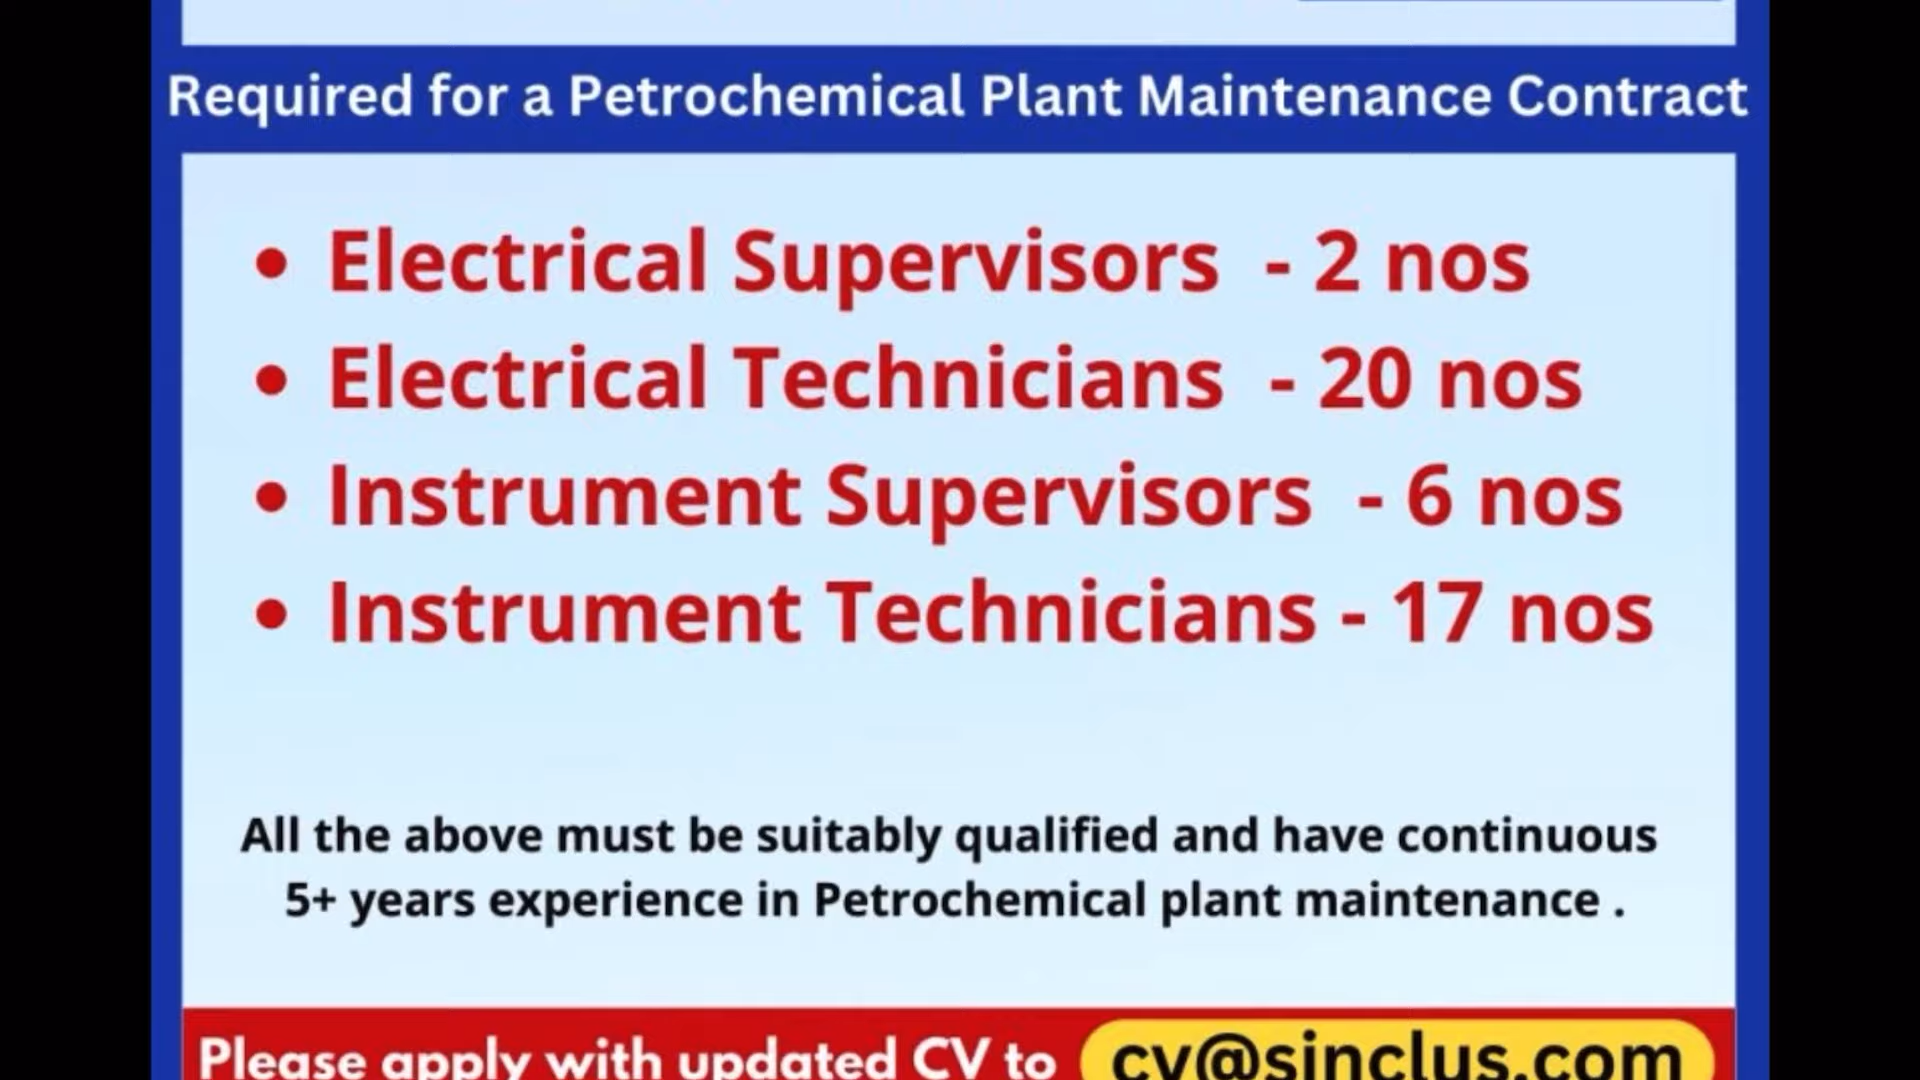 Required for a Petrochemical Plant Maintenance Contract
• Electrical Supervisors - 2 nos
• Electrical Technicians - 20 nos
• Instrument Supervisors - 6 nos
• Instrument Technicians - 17 nos
All the above must be suitably qualified and have continuous
5+ years experience in Petrochemical plant maintenance .
Please apply with updated CV to cv@sinclus.com